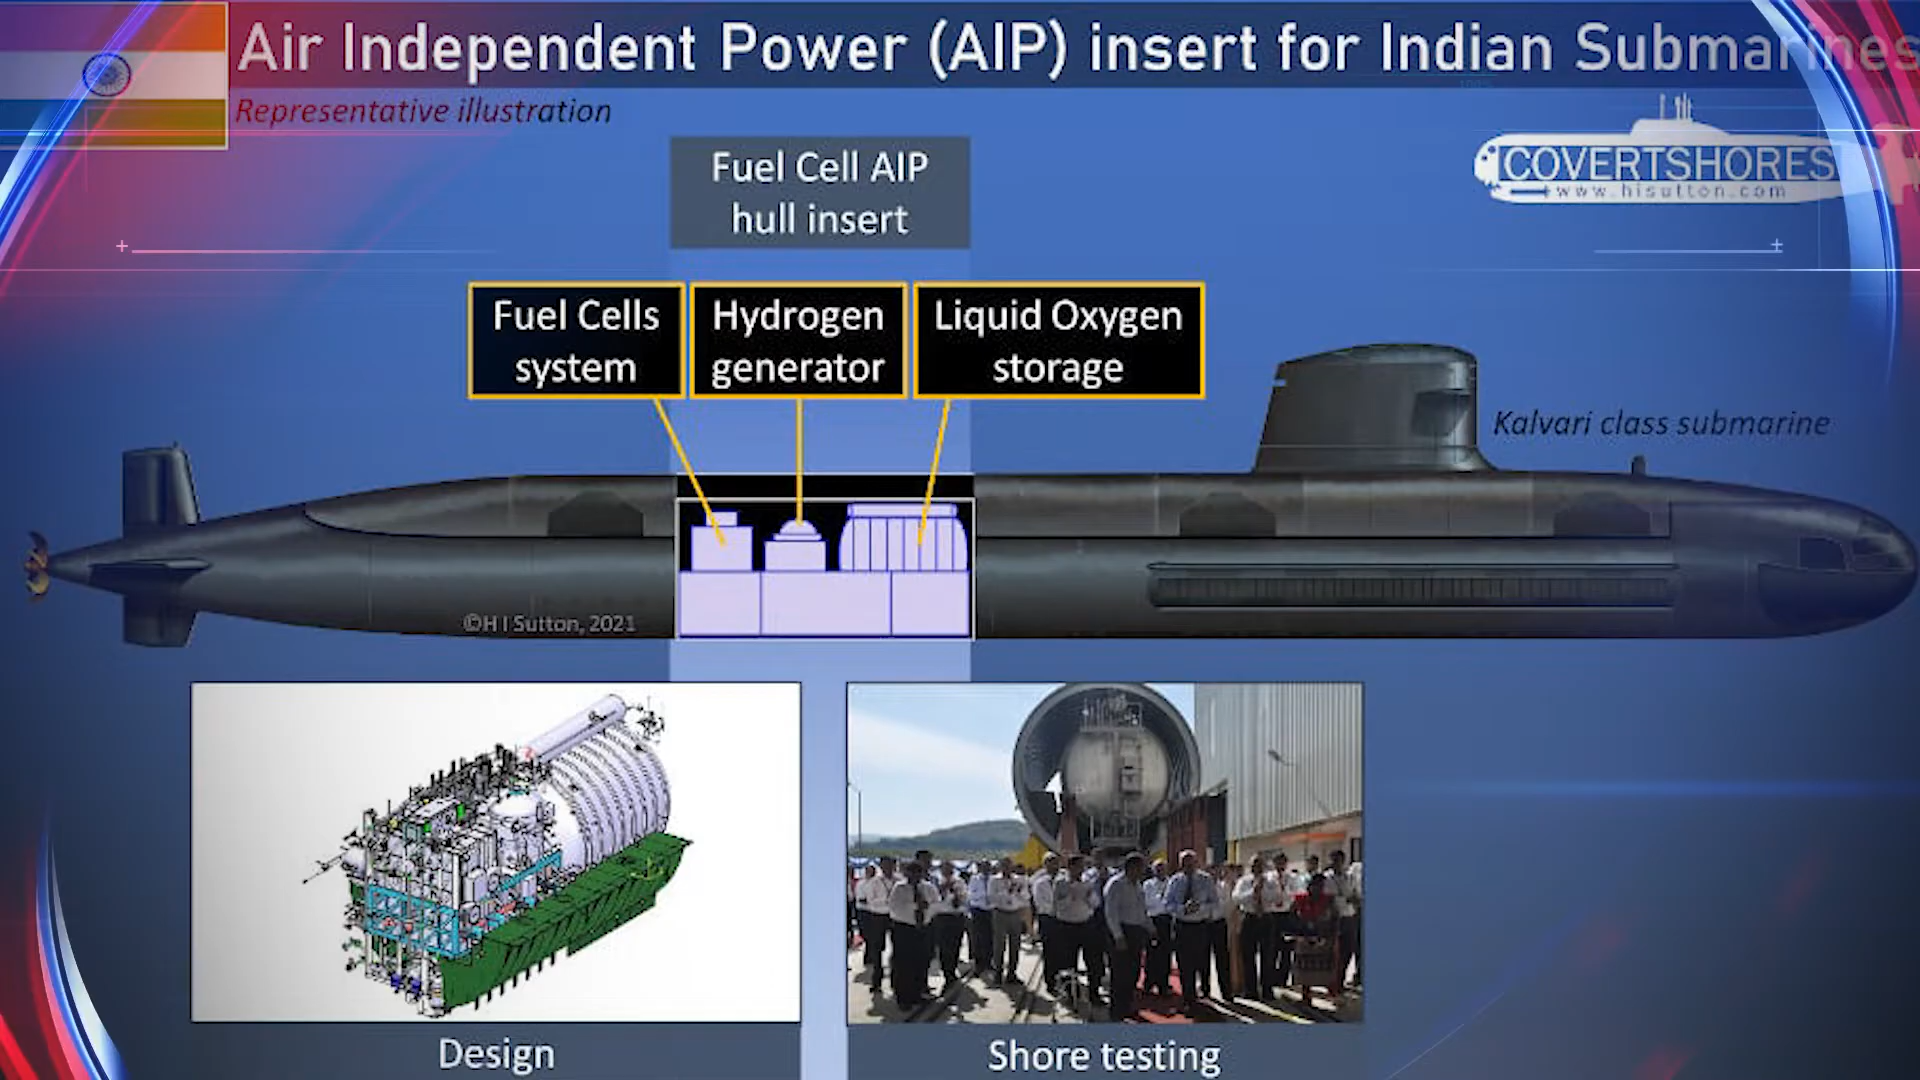 Air Independent Power (AIP) insert for Indian Submarines
Representative illustration
COVERTSHORES
www.hisutton.com
Fuel Cell AIP
hull insert
Fuel Cells
system
Hydrogen
generator
Liquid Oxygen
storage
Kalvari class submarine
©H I Sutton, 2021
Design
Shore testing